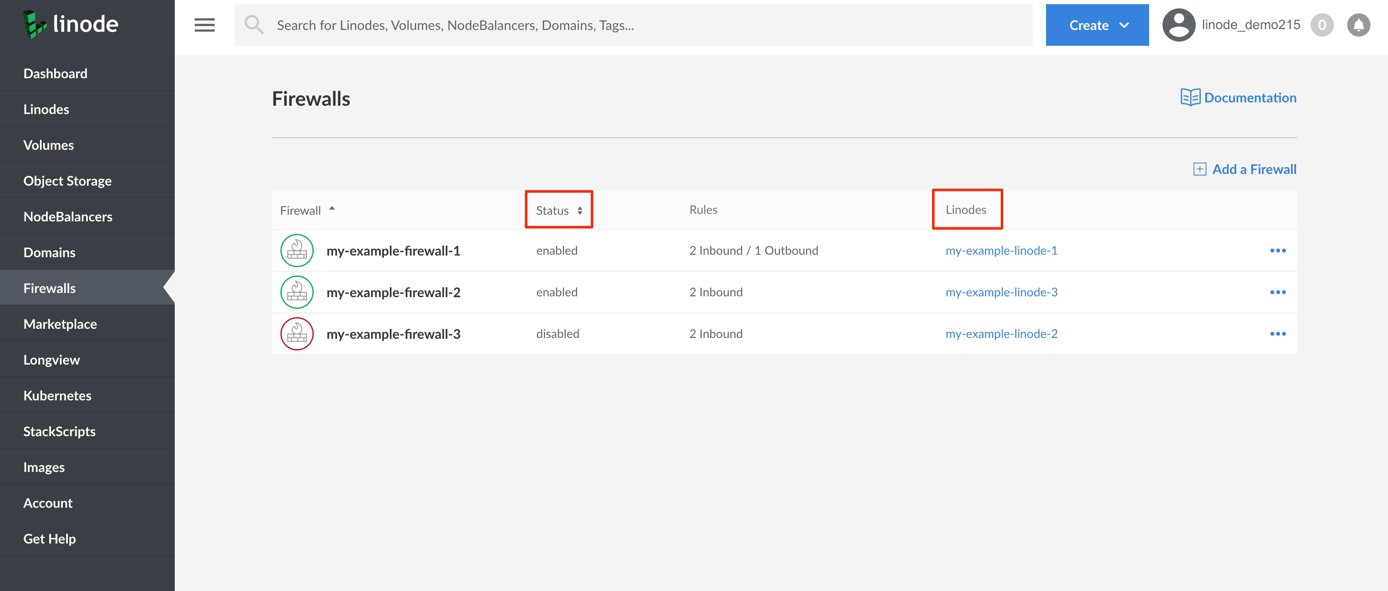 linode
Search for Linodes, Volumes, NodeBalancers, Domains, Tags...
Create
linode_demo215
0
Dashboard
Linodes
Volumes
Object Storage
NodeBalancers
Domains
Firewalls
Marketplace
Longview
Kubernetes
StackScripts
Images
Account
Get Help
Firewalls
Documentation
Add a Firewall
Firewall Status Rules Linodes
my-example-firewall-1 enabled 2 Inbound / 1 Outbound my-example-linode-1
my-example-firewall-2 enabled 2 Inbound my-example-linode-3
my-example-firewall-3 disabled 2 Inbound my-example-linode-2